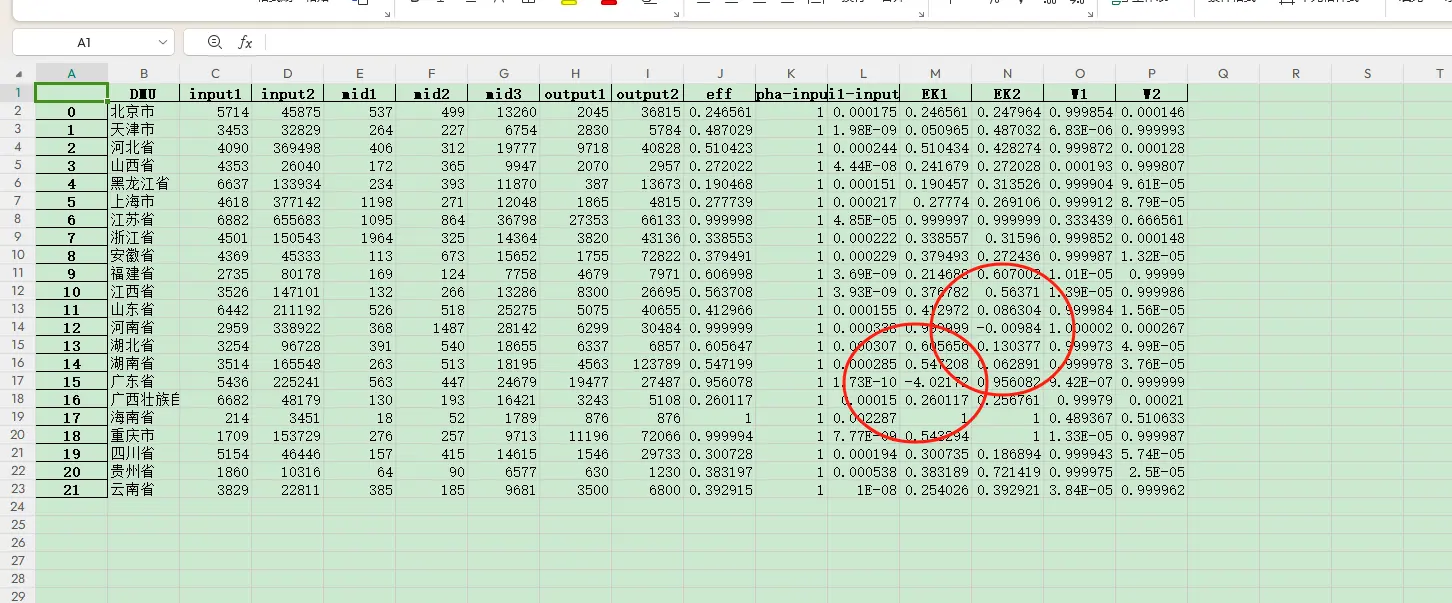 A1
fx
A B C D E F G H I J K L M N O P Q R S T
1 DMU input1 input2 mid1 mid2 mid3 output1 output2 eff pha-inpu i1-input EK1 EK2 W1 W2
2 0 北京市 5714 45875 537 499 13260 2045 36815 0.246561 1 0.000175 0.246561 0.247964 0.999854 0.000146
3 1 天津市 3453 32829 264 227 6754 2830 5784 0.487029 1 1.98E-09 0.050965 0.487032 6.83E-06 0.999993
4 2 河北省 4090 369498 406 312 19777 9718 40828 0.510423 1 0.000244 0.510434 0.428274 0.999872 0.000128
5 3 山西省 4353 26040 172 365 9947 2070 2957 0.272022 1 4.44E-08 0.241679 0.272028 0.000193 0.999807
6 4 黑龙江省 6637 133934 234 393 11870 387 13673 0.190468 1 0.000151 0.190457 0.313526 0.999904 9.61E-05
7 5 上海市 4618 377142 1198 271 12048 1865 4815 0.277739 1 0.000217 0.27774 0.269106 0.999912 8.79E-05
8 6 江苏省 6882 655683 1095 864 36798 27353 66133 0.999998 1 4.85E-05 0.999997 0.999999 0.333439 0.666561
9 7 浙江省 4501 150543 1964 325 14364 3820 43136 0.338553 1 0.000222 0.338557 0.31596 0.999852 0.000148
10 8 安徽省 4369 45333 113 673 15652 1755 72822 0.379491 1 0.000229 0.379493 0.272436 0.999987 1.32E-05
11 9 福建省 2735 80178 169 124 7758 4679 7971 0.606998 1 3.69E-09 0.214688 0.607002 1.01E-05 0.99999
12 10 江西省 3526 147101 132 266 13286 8300 26695 0.563708 1 3.93E-09 0.376782 0.56371 1.39E-05 0.999986
13 11 山东省 6442 211192 526 518 25275 5075 40655 0.412966 1 0.000155 0.412972 0.086304 0.999984 1.56E-05
14 12 河南省 2959 338922 368 1487 28142 6299 30484 0.999999 1 0.000338 0.999999 -0.00984 1.000002 0.000267
15 13 湖北省 3254 96728 391 540 18655 6337 6857 0.605647 1 0.000307 0.605656 0.130377 0.999973 4.99E-05
16 14 湖南省 3514 165548 263 513 18195 4563 123789 0.547199 1 0.000285 0.547208 0.062891 0.999978 3.76E-05
17 15 广东省 5436 225241 563 447 24679 19477 27487 0.956078 1 1.73E-10 -4.02172 0.956082 9.42E-07 0.999999
18 16 广西壮族自 6682 48179 130 193 16421 3243 5108 0.260117 1 0.00015 0.260117 0.256761 0.99979 0.00021
19 17 海南省 214 3451 18 52 1789 876 876 1 1 0.002287 1 1 0.489367 0.510633
20 18 重庆市 1709 153729 276 257 9713 11196 72066 0.999994 1 7.77E-09 0.543294 1 1.33E-05 0.999987
21 19 四川省 5154 46446 157 415 14615 1546 29733 0.300728 1 0.000194 0.300735 0.186894 0.999943 5.74E-05
22 20 贵州省 1860 10316 64 90 6577 630 1230 0.383197 1 0.000538 0.383189 0.721419 0.999975 2.5E-05
23 21 云南省 3829 22811 385 185 9681 3500 6800 0.392915 1 1E-08 0.254026 0.392921 3.84E-05 0.999962
24
25
26
27
28
29